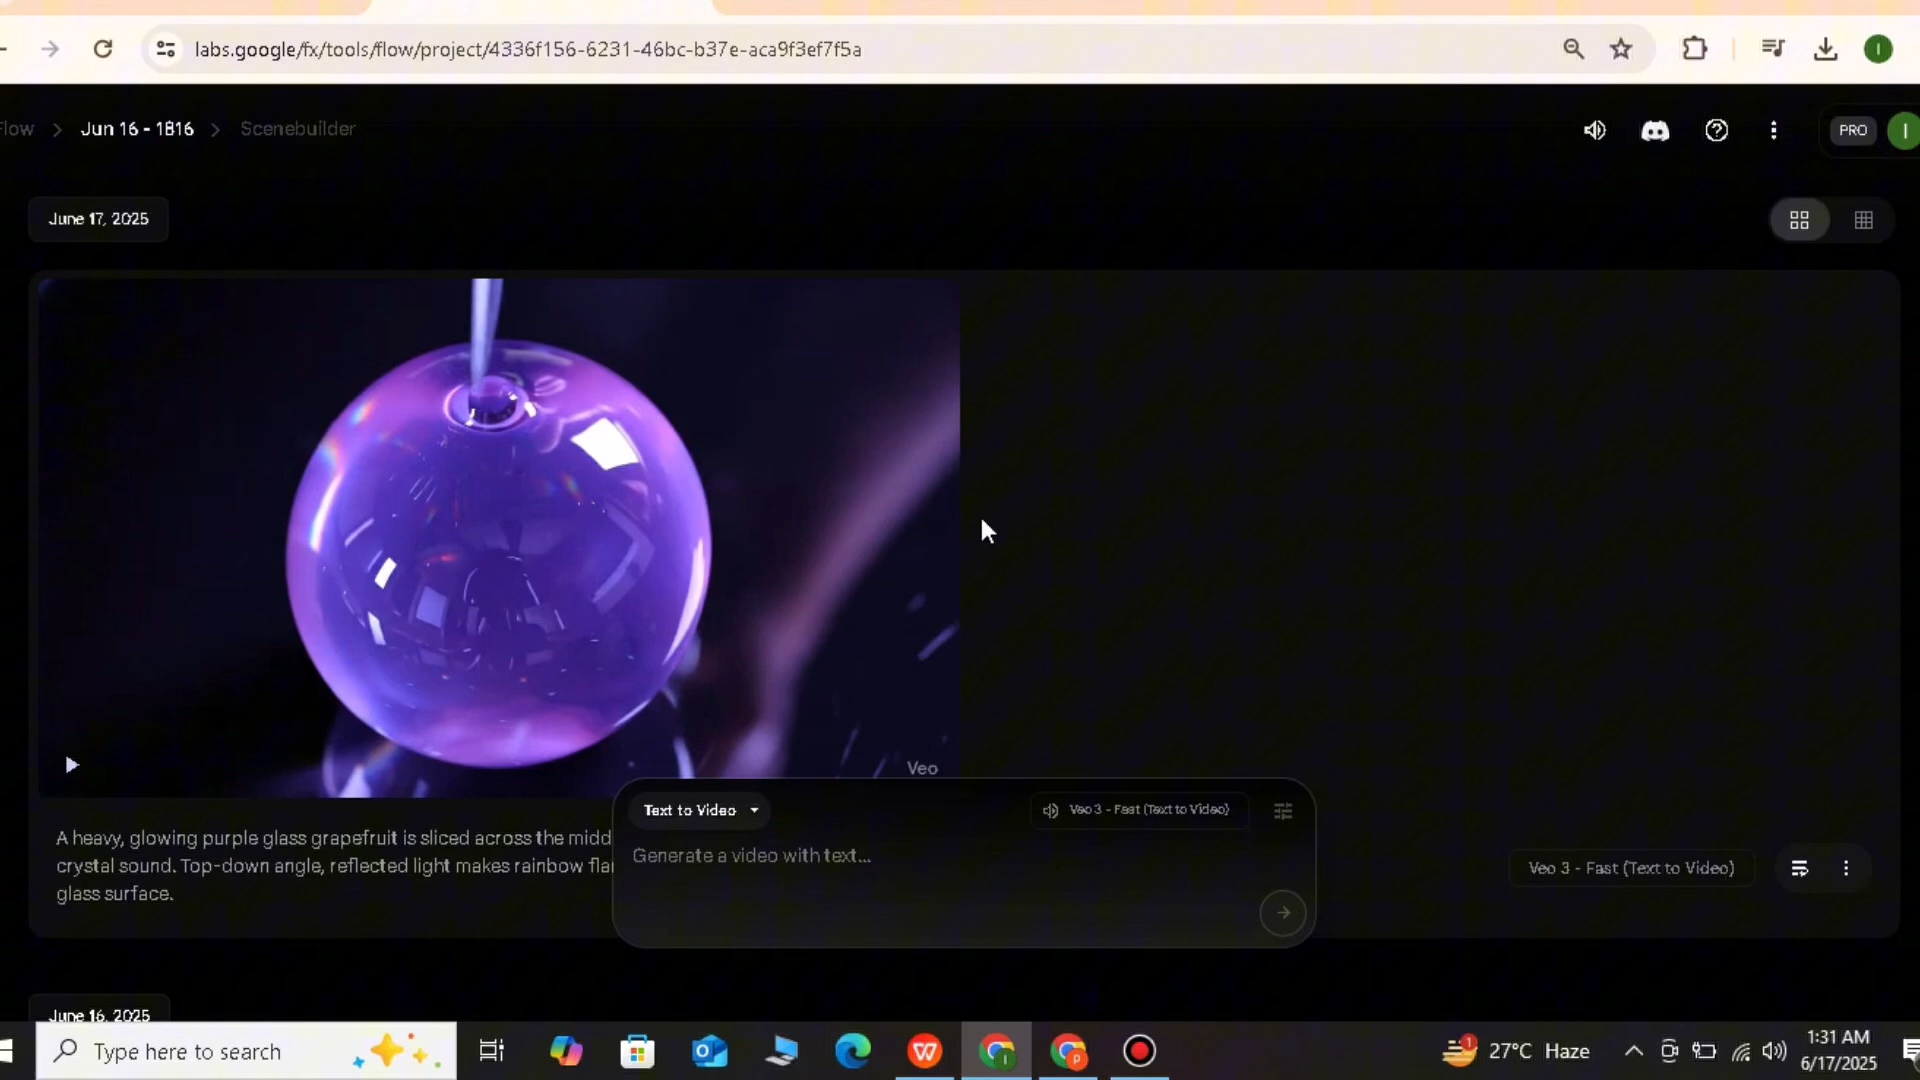 labs.google/fx/tools/flow/project/4336f156-6231-46bc-b37e-aca9f3ef7f5a
I
Flow > Jun 16 - 1816 > Scenebuilder
PRO
I
June 17, 2025
Veo
Text to Video
Veo 3 - Fast (Text to Video)
Generate a video with text...
A heavy, glowing purple glass grapefruit is sliced across the midd
crystal sound. Top-down angle, reflected light makes rainbow flar
glass surface.
Veo 3 - Fast (Text to Video)
June 16, 2025
Type here to search
27°C Haze
1:31 AM
6/17/2025